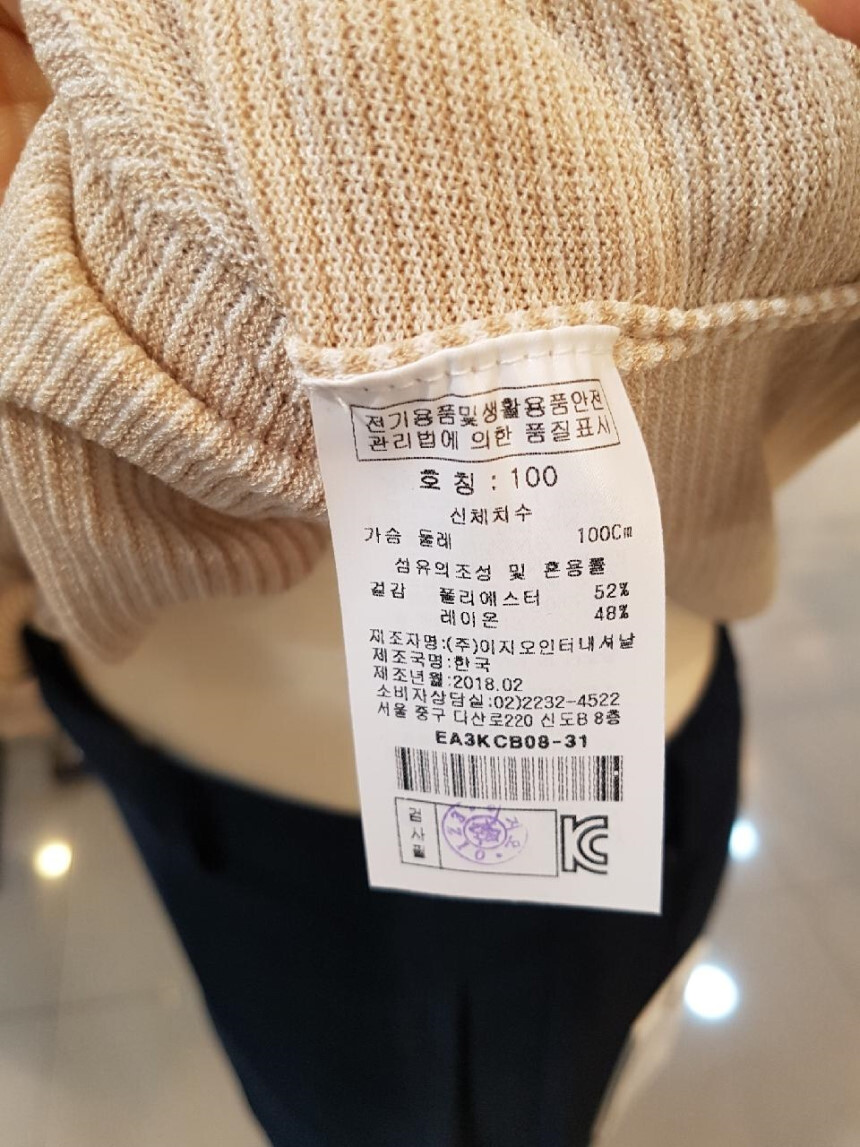 전기용품및생활용품안전
관리법에 의한 품질표시
호 칭 : 100
신체치수
가슴 둘레 100Cm
섬유의조성 및 혼용률
겉감 폴리에스터 52%
레이온 48%
제조자명:(주)이지오인터내셔날
제조국명:한국
제조년월:2018.02
소비자상담실:02)2232-4522
서울 중구 다산로220 신도B 8층
EA3KCB08-31
검사필
KC